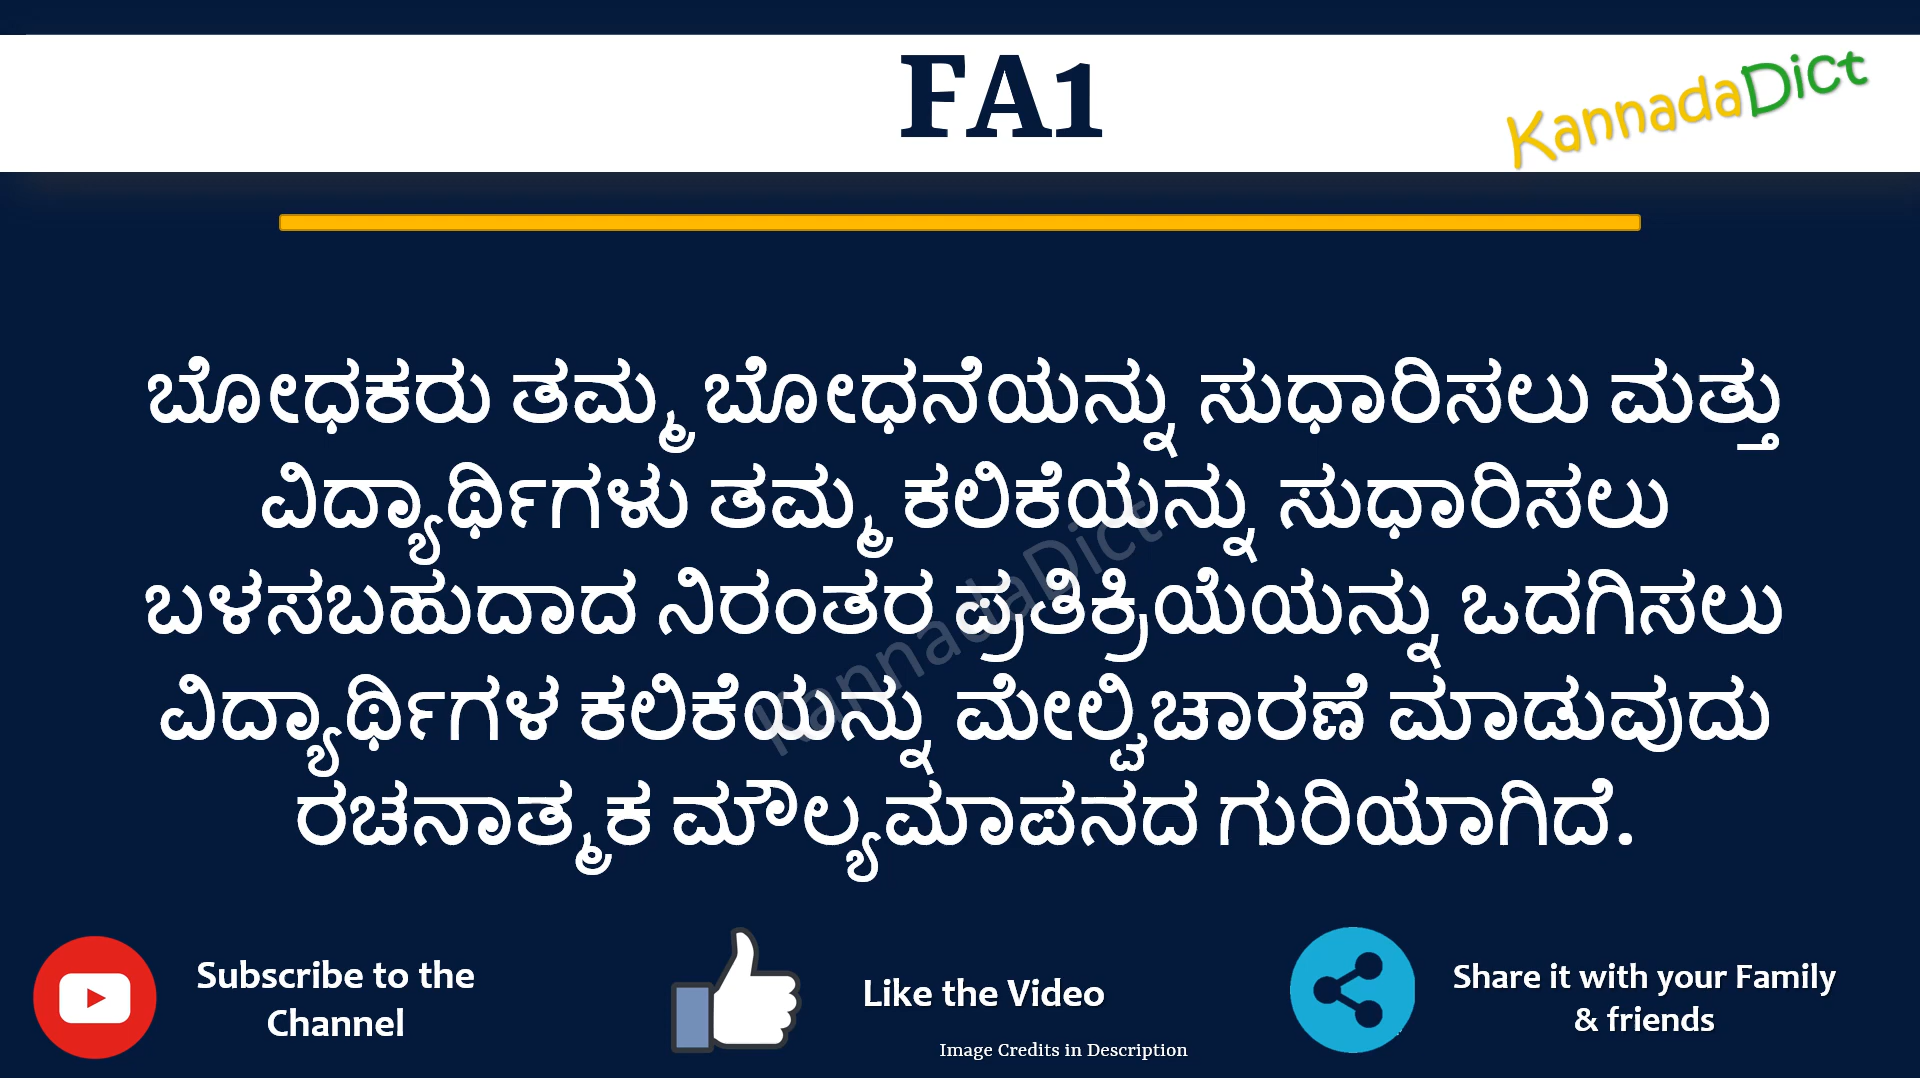 FA1
KannadaDict
ಬೋಧಕರು ತಮ್ಮ ಬೋಧನೆಯನ್ನು ಸುಧಾರಿಸಲು ಮತ್ತು
ವಿದ್ಯಾರ್ಥಿಗಳು ತಮ್ಮ ಕಲಿಕೆಯನ್ನು ಸುಧಾರಿಸಲು
ಬಳಸಬಹುದಾದ ನಿರಂತರ ಪ್ರತಿಕ್ರಿಯೆಯನ್ನು ಒದಗಿಸಲು
ವಿದ್ಯಾರ್ಥಿಗಳ ಕಲಿಕೆಯನ್ನು ಮೇಲ್ವಿಚಾರಣೆ ಮಾಡುವುದು
ರಚನಾತ್ಮಕ ಮೌಲ್ಯಮಾಪನದ ಗುರಿಯಾಗಿದೆ.
KannadaDict
Subscribe to the
Channel
Like the Video
Share it with your Family
& friends
Image Credits in Description